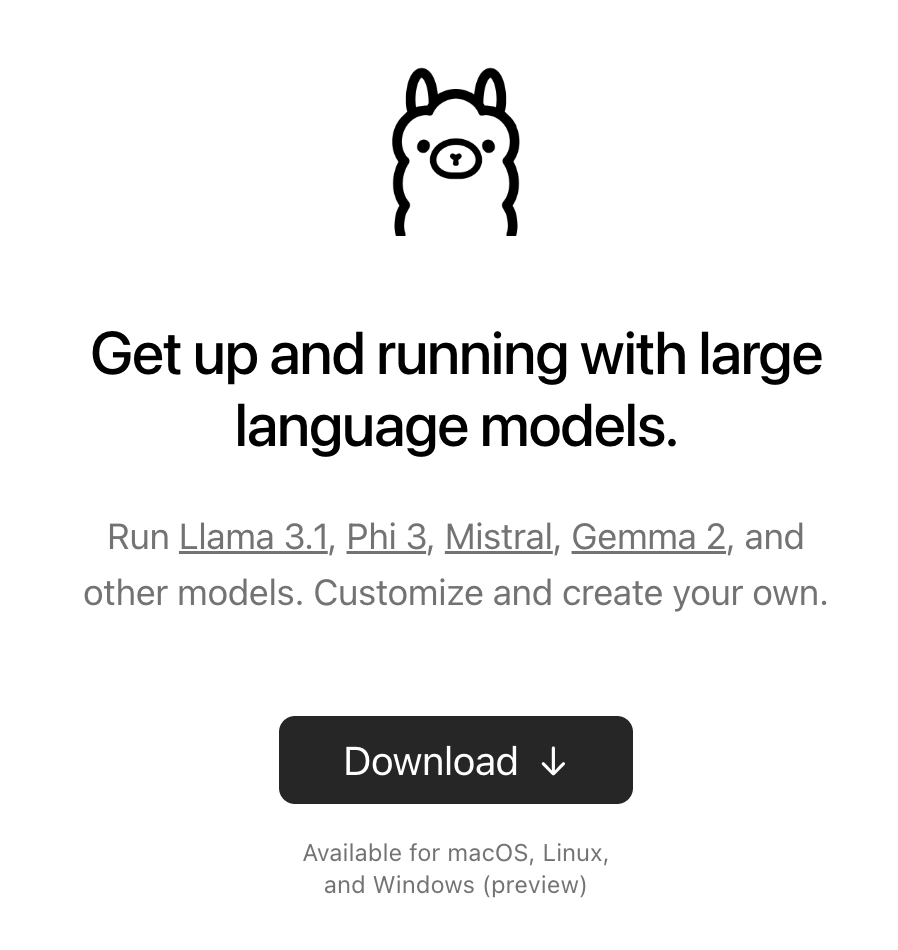 Get up and running with large
language models.
Run Llama 3.1, Phi 3, Mistral, Gemma 2, and
other models. Customize and create your own.
Download ↓
Available for macOS, Linux,
and Windows (preview)